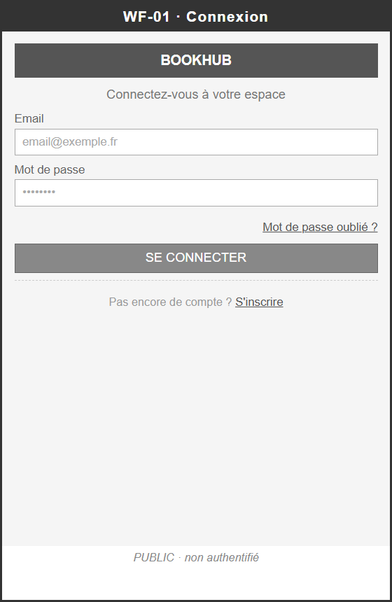 WF-01 · Connexion
BOOKHUB
Connectez-vous à votre espace
Email
email@exemple.fr
Mot de passe
••••••••
Mot de passe oublié ?
SE CONNECTER
Pas encore de compte ? S'inscrire
PUBLIC · non authentifié